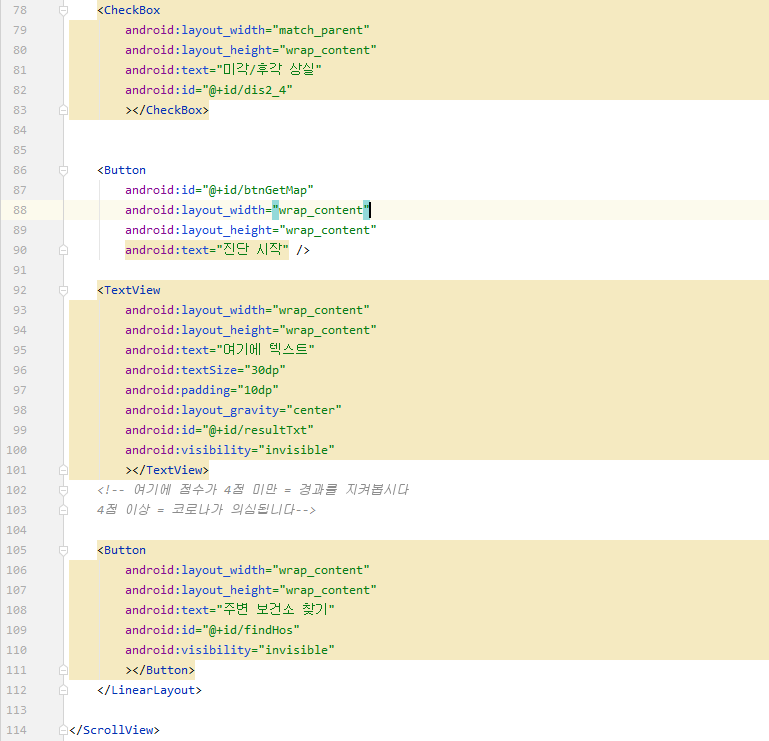 78 <CheckBox
79 android:layout_width="match_parent"
80 android:layout_height="wrap_content"
81 android:text="미각/후각 상실"
82 android:id="@+id/dis2_4"
83 ></CheckBox>
84
85
86 <Button
87 android:id="@+id/btnGetMap"
88 android:layout_width="wrap_content"
89 android:layout_height="wrap_content"
90 android:text="진단 시작" />
91
92 <TextView
93 android:layout_width="wrap_content"
94 android:layout_height="wrap_content"
95 android:text="여기에 텍스트"
96 android:textSize="30dp"
97 android:padding="10dp"
98 android:layout_gravity="center"
99 android:id="@+id/resultTxt"
100 android:visibility="invisible"
101 ></TextView>
102 <!-- 여기에 점수가 4점 미만 = 경과를 지켜봅시다
103 4점 이상 = 코로나가 의심됩니다-->
104
105 <Button
106 android:layout_width="wrap_content"
107 android:layout_height="wrap_content"
108 android:text="주변 보건소 찾기"
109 android:id="@+id/findHos"
110 android:visibility="invisible"
111 ></Button>
112 </LinearLayout>
113
114 </ScrollView>